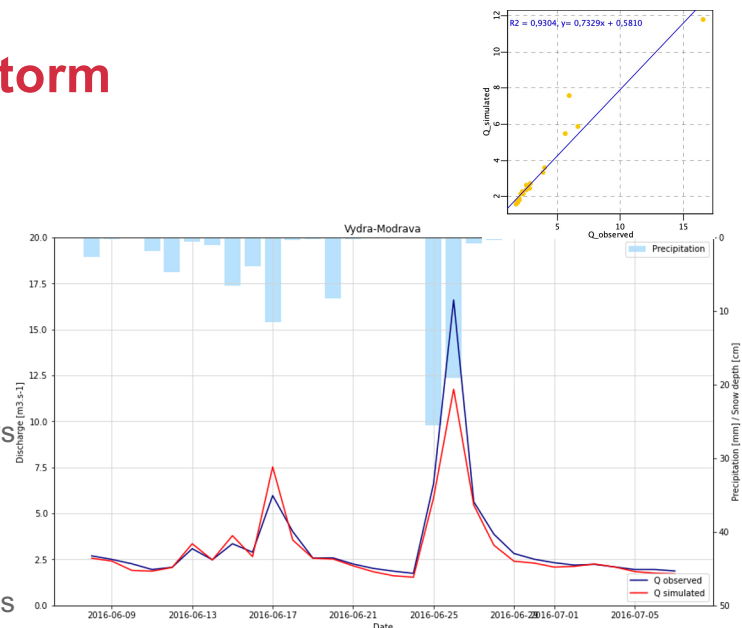 torm
R2 = 0,9304, y= 0,7329x + 0,5810
12
10
8
6
4
2
Q_simulated
5 10 15
Q_observed
Vydra-Modrava
Precipitation
20.0
17.5
15.0
12.5
10.0
7.5
5.0
2.5
0.0
Discharge [m3.s-1]
s
s
0
10
20
30
40
50
Precipitation [mm] / Snow depth [cm]
Q observed
Q simulated
2016-06-09 2016-06-13 2016-06-17 2016-06-21 2016-06-25 2016-06-29 2016-07-01 2016-07-05
Date